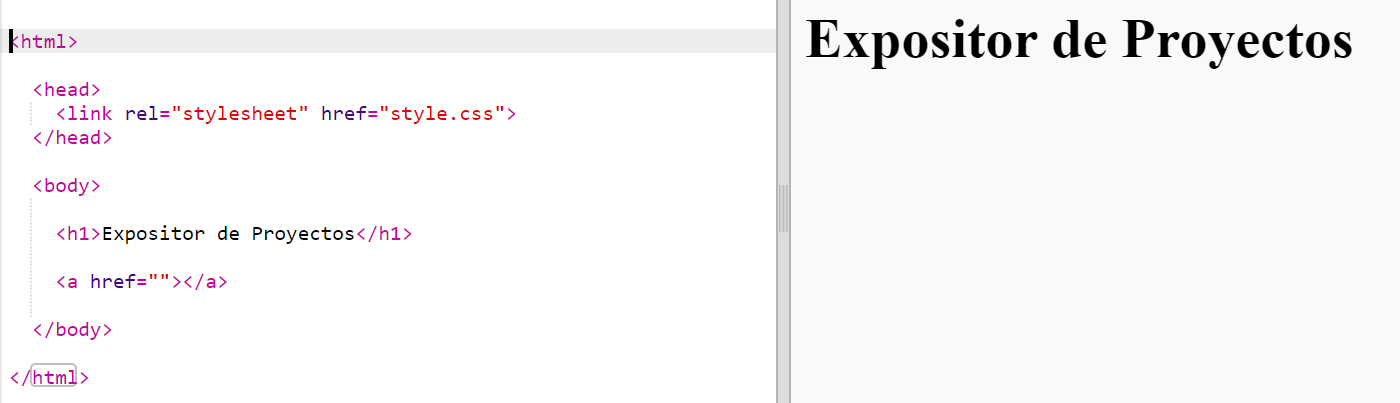 <html>
<head>
<link rel="stylesheet" href="style.css">
</head>
<body>
<h1>Expositor de Proyectos</h1>
<a href=""></a>
</body>
</html>
Expositor de Proyectos